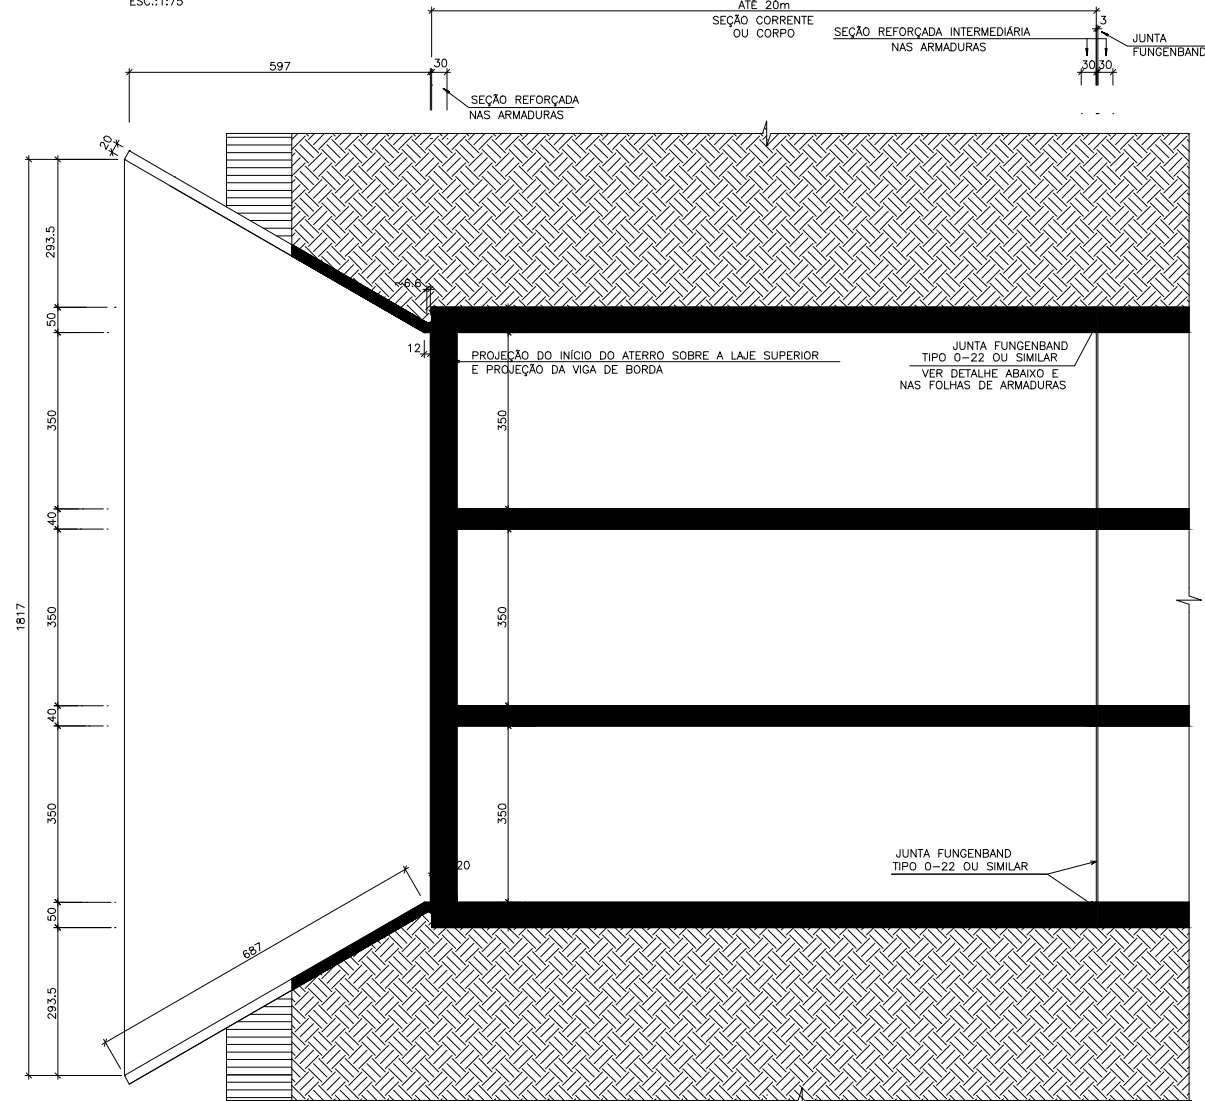 ESC.:1:75
ATÉ 20m
SEÇÃO CORRENTE
OU CORPO
SEÇÃO REFORÇADA INTERMEDIÁRIA
NAS ARMADURAS
3
JUNTA
FUNGENBAND
597
30
30
30
SEÇÃO REFORÇADA
NAS ARMADURAS
20
293.5
~6.6
50
12
PROJEÇÃO DO INÍCIO DO ATERRO SOBRE A LAJE SUPERIOR
E PROJEÇÃO DA VIGA DE BORDA
JUNTA FUNGENBAND
TIPO O-22 OU SIMILAR
VER DETALHE ABAIXO E
NAS FOLHAS DE ARMADURAS
350
350
40
1817
350
350
40
350
350
JUNTA FUNGENBAND
TIPO O-22 OU SIMILAR
20
50
687
293.5